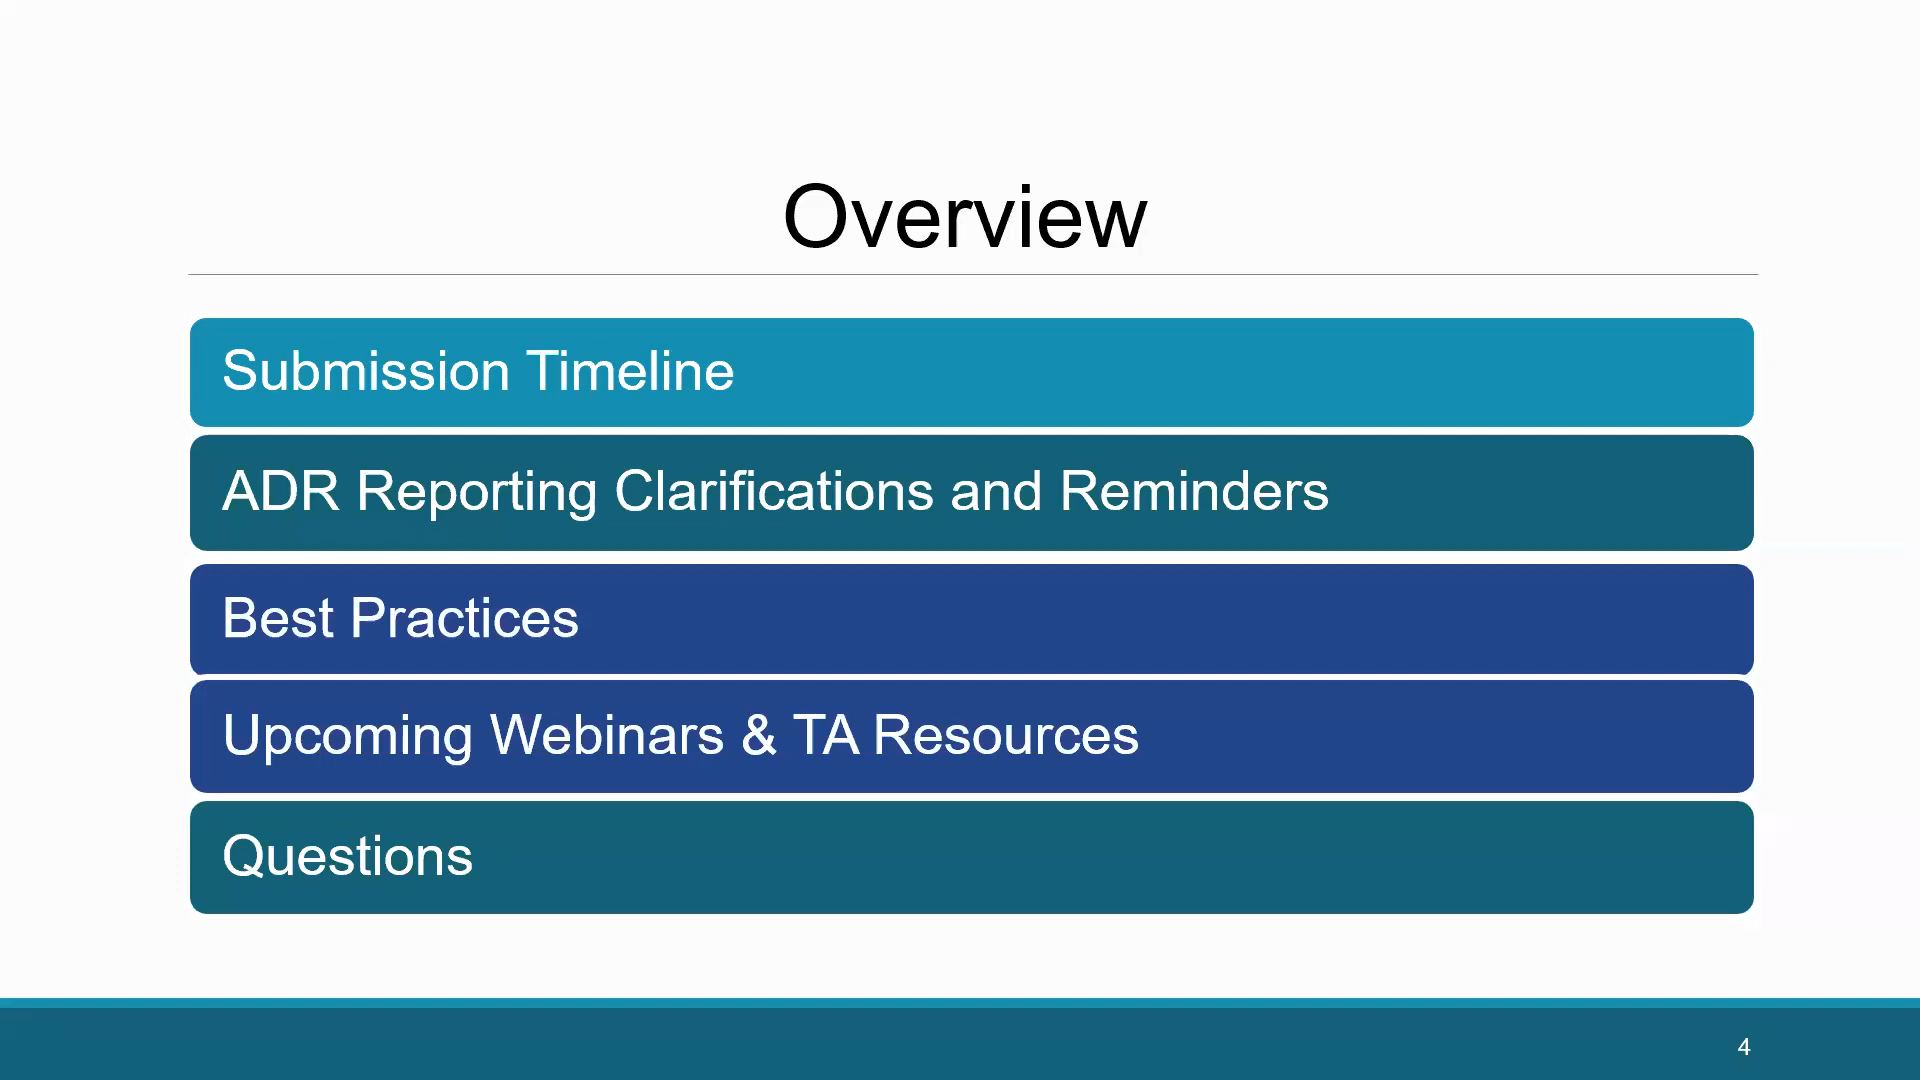 Overview
Submission Timeline
ADR Reporting Clarifications and Reminders
Best Practices
Upcoming Webinars & TA Resources
Questions
4